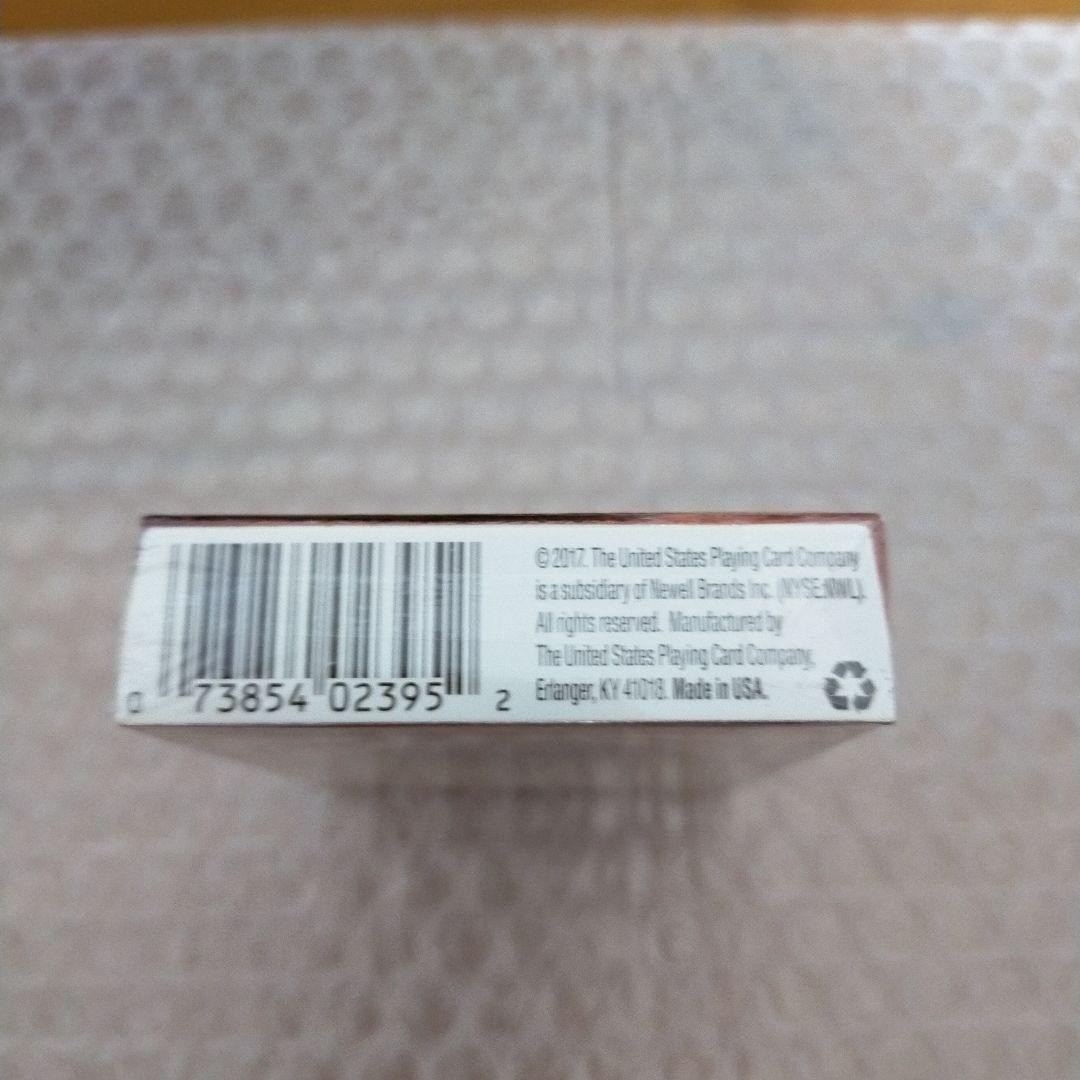 0 73854 02395 2
© 2017. The United States Playing Card Company
is a subsidiary of Newell Brands Inc. (NYSE:NWL).
All rights reserved. Manufactured by
The United States Playing Card Company,
Erlanger, KY 41018. Made in USA.